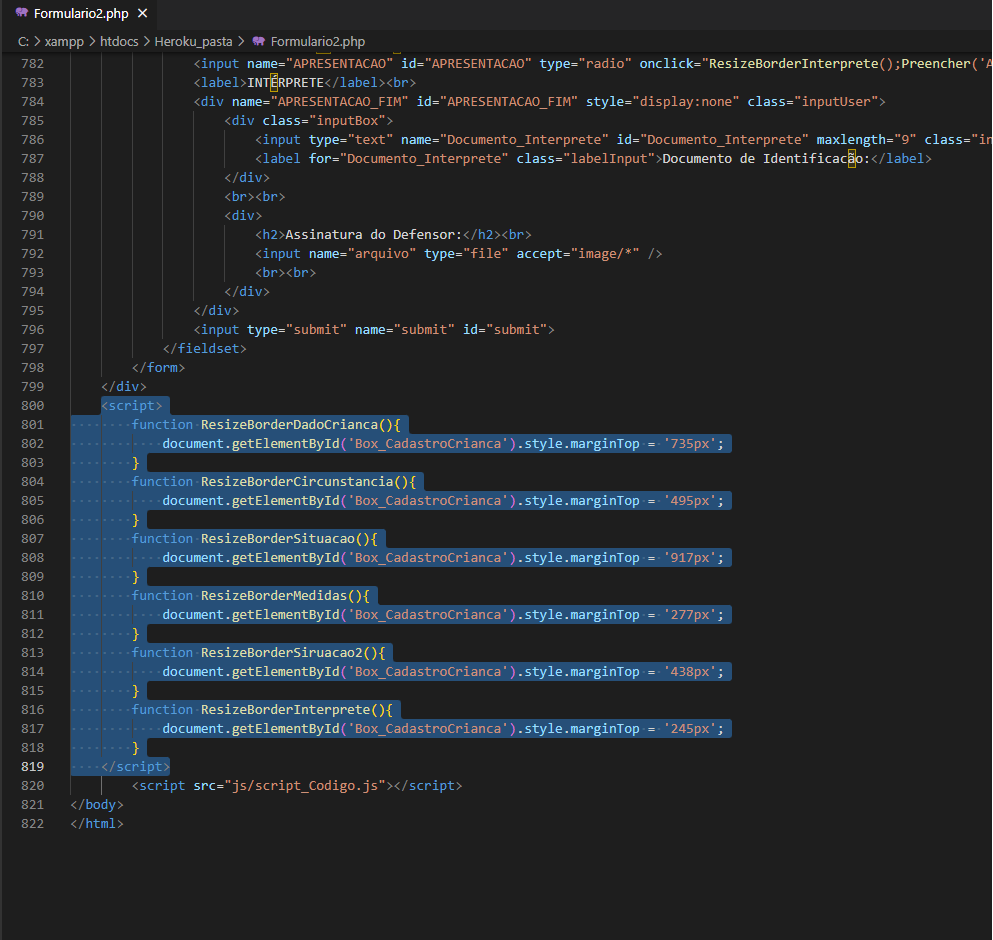 Formulario2.php
C: > xampp > htdocs > Heroku_pasta > Formulario2.php
782 <input name="APRESENTACAO" id="APRESENTACAO" type="radio" onclick="ResizeBorderInterprete();Preencher('A
783 <label>INTÉRPRETE</label><br>
784 <div name="APRESENTACAO_FIM" id="APRESENTACAO_FIM" style="display:none" class="inputUser">
785 <div class="inputBox">
786 <input type="text" name="Documento_Interprete" id="Documento_Interprete" maxlength="9" class="in
787 <label for="Documento_Interprete" class="labelInput">Documento de Identificacão:</label>
788 </div>
789 <br><br>
790 <div>
791 <h2>Assinatura do Defensor:</h2><br>
792 <input name="arquivo" type="file" accept="image/*" />
793 <br><br>
794 </div>
795 </div>
796 <input type="submit" name="submit" id="submit">
797 </fieldset>
798 </form>
799 </div>
800 <script>
801 function ResizeBorderDadoCrianca(){
802 document.getElementById('Box_CadastroCrianca').style.marginTop = '735px';
803 }
804 function ResizeBorderCircunstancia(){
805 document.getElementById('Box_CadastroCrianca').style.marginTop = '495px';
806 }
807 function ResizeBorderSituacao(){
808 document.getElementById('Box_CadastroCrianca').style.marginTop = '917px';
809 }
810 function ResizeBorderMedidas(){
811 document.getElementById('Box_CadastroCrianca').style.marginTop = '277px';
812 }
813 function ResizeBorderSiruacao2(){
814 document.getElementById('Box_CadastroCrianca').style.marginTop = '438px';
815 }
816 function ResizeBorderInterprete(){
817 document.getElementById('Box_CadastroCrianca').style.marginTop = '245px';
818 }
819 </script>
820 <script src="js/script_Codigo.js"></script>
821 </body>
822 </html>